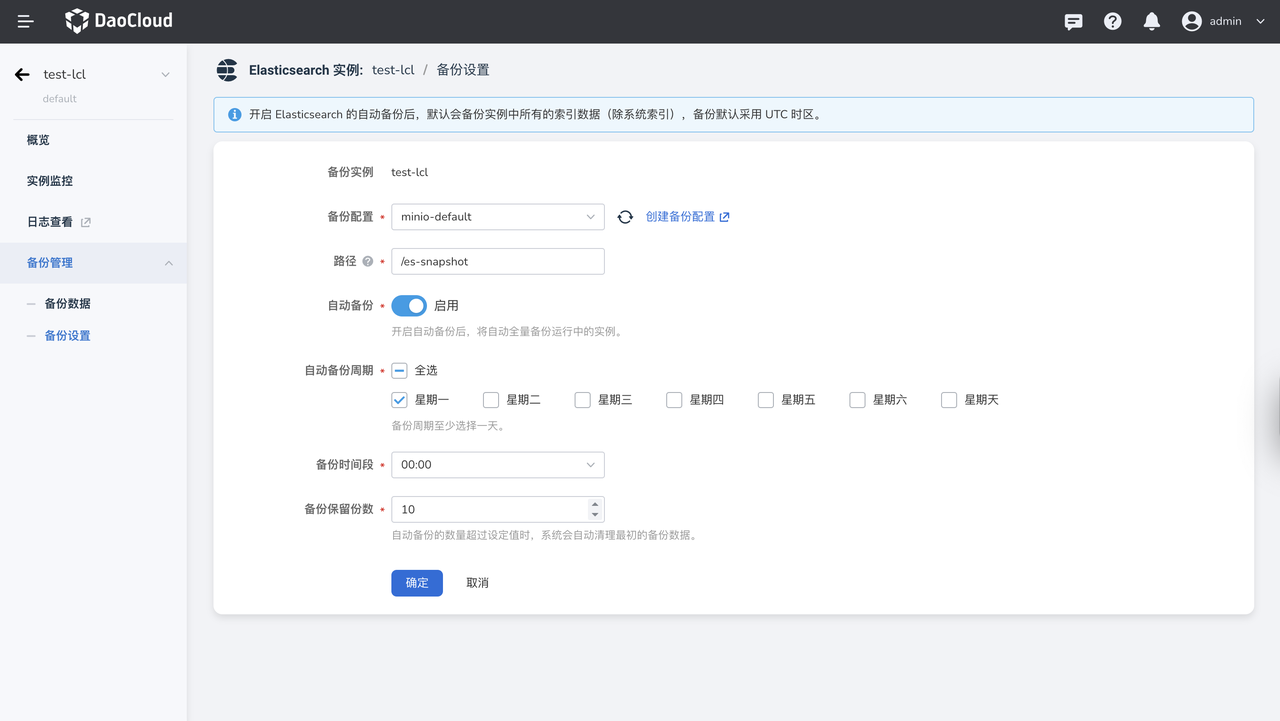 DaoCloud
admin
test-lcl
default
概览
实例监控
日志查看
备份管理
备份数据
备份设置
Elasticsearch 实例: test-lcl / 备份设置
开启 Elasticsearch 的自动备份后，默认会备份实例中所有的索引数据（除系统索引），备份默认采用 UTC 时区。
备份实例 test-lcl
备份配置 * minio-default 创建备份配置
路径 * /es-snapshot
自动备份 * 启用
开启自动备份后，将自动全量备份运行中的实例。
自动备份周期 * 全选
星期一 星期二 星期三 星期四 星期五 星期六 星期天
备份周期至少选择一天。
备份时间段 * 00:00
备份保留份数 * 10
自动备份的数量超过设定值时，系统会自动清理最初的备份数据。
确定 取消